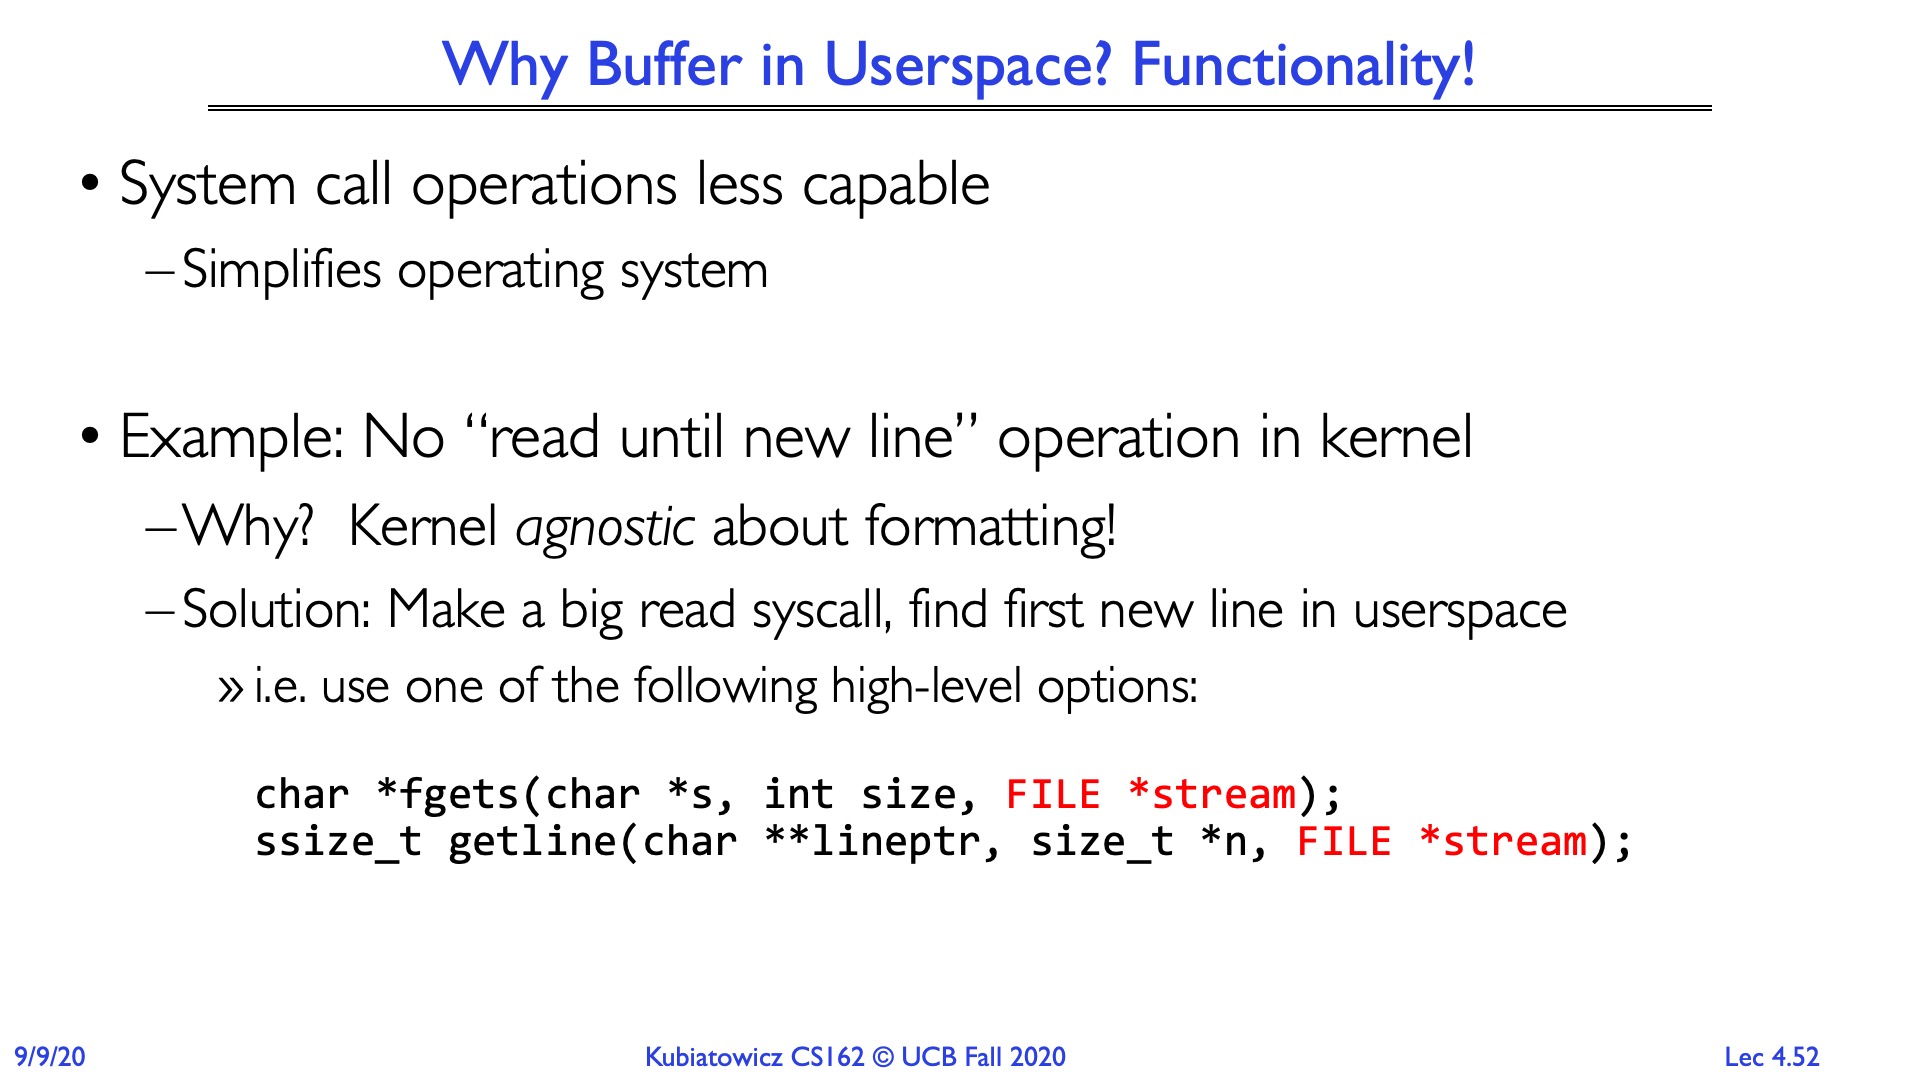 Why Buffer in Userspace? Functionality!
• System call operations less capable
– Simplifies operating system
• Example: No “read until new line” operation in kernel
– Why?  Kernel agnostic about formatting!
– Solution: Make a big read syscall, find first new line in userspace
» i.e. use one of the following high-level options:
char *fgets(char *s, int size, FILE *stream);
ssize_t getline(char **lineptr, size_t *n, FILE *stream);
9/9/20
Kubiatowicz CS162 © UCB Fall 2020
Lec 4.52